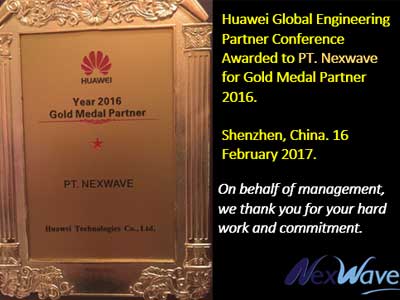 HUAWEI
Year 2016
Gold Medal Partner
PT. NEXWAVE
Huawei Technologies Co., Ltd.
Huawei Global Engineering
Partner Conference
Awarded to PT. Nexwave
for Gold Medal Partner
2016.
Shenzhen, China. 16
February 2017.
On behalf of management,
we thank you for your hard
work and commitment.
NexWave